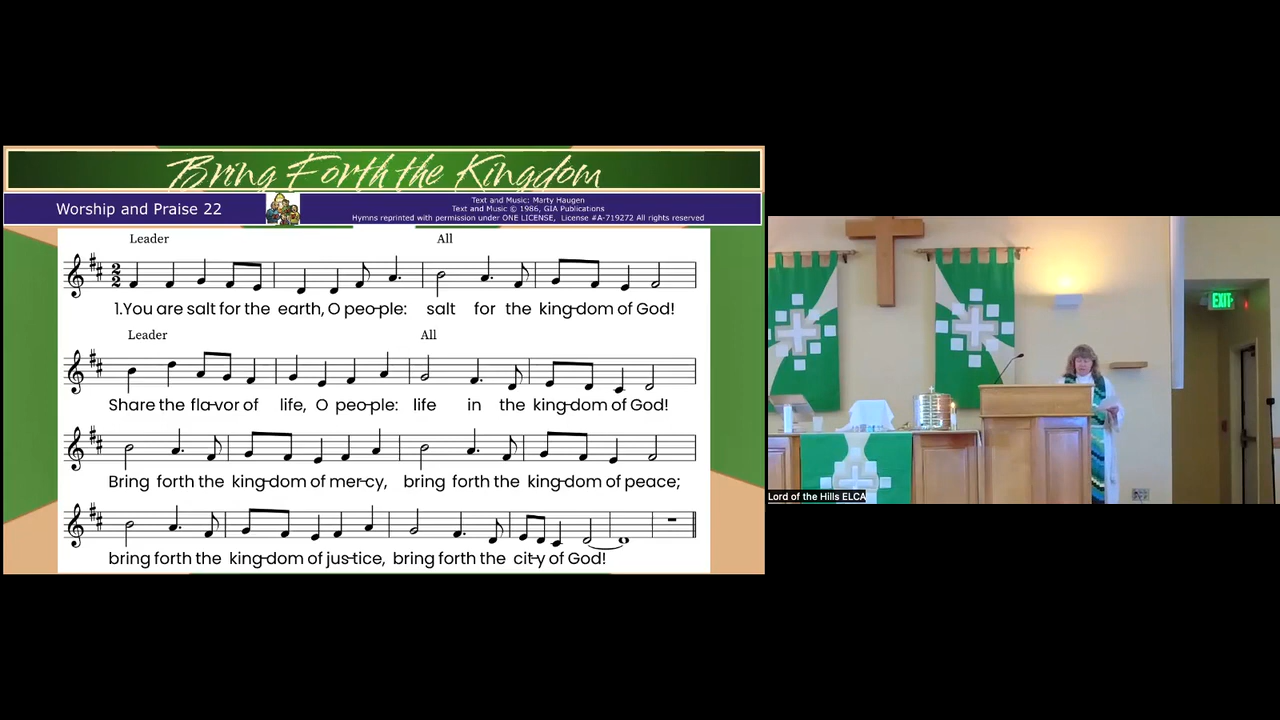 Bring Forth the Kingdom
Worship and Praise 22
Text and Music: Marty Haugen
Text and Music © 1986, GIA Publications
Hymns reprinted with permission under ONE LICENSE, License #A-719272 All rights reserved
Leader All
1.You are salt for the earth, O peo-ple: salt for the king-dom of God!
Leader All
Share the fla-vor of life, O peo-ple: life in the king-dom of God!
Bring forth the king-dom of mer-cy, bring forth the king-dom of peace;
bring forth the king-dom of jus-tice, bring forth the cit-y of God!
EXIT
Lord of the Hills ELCA